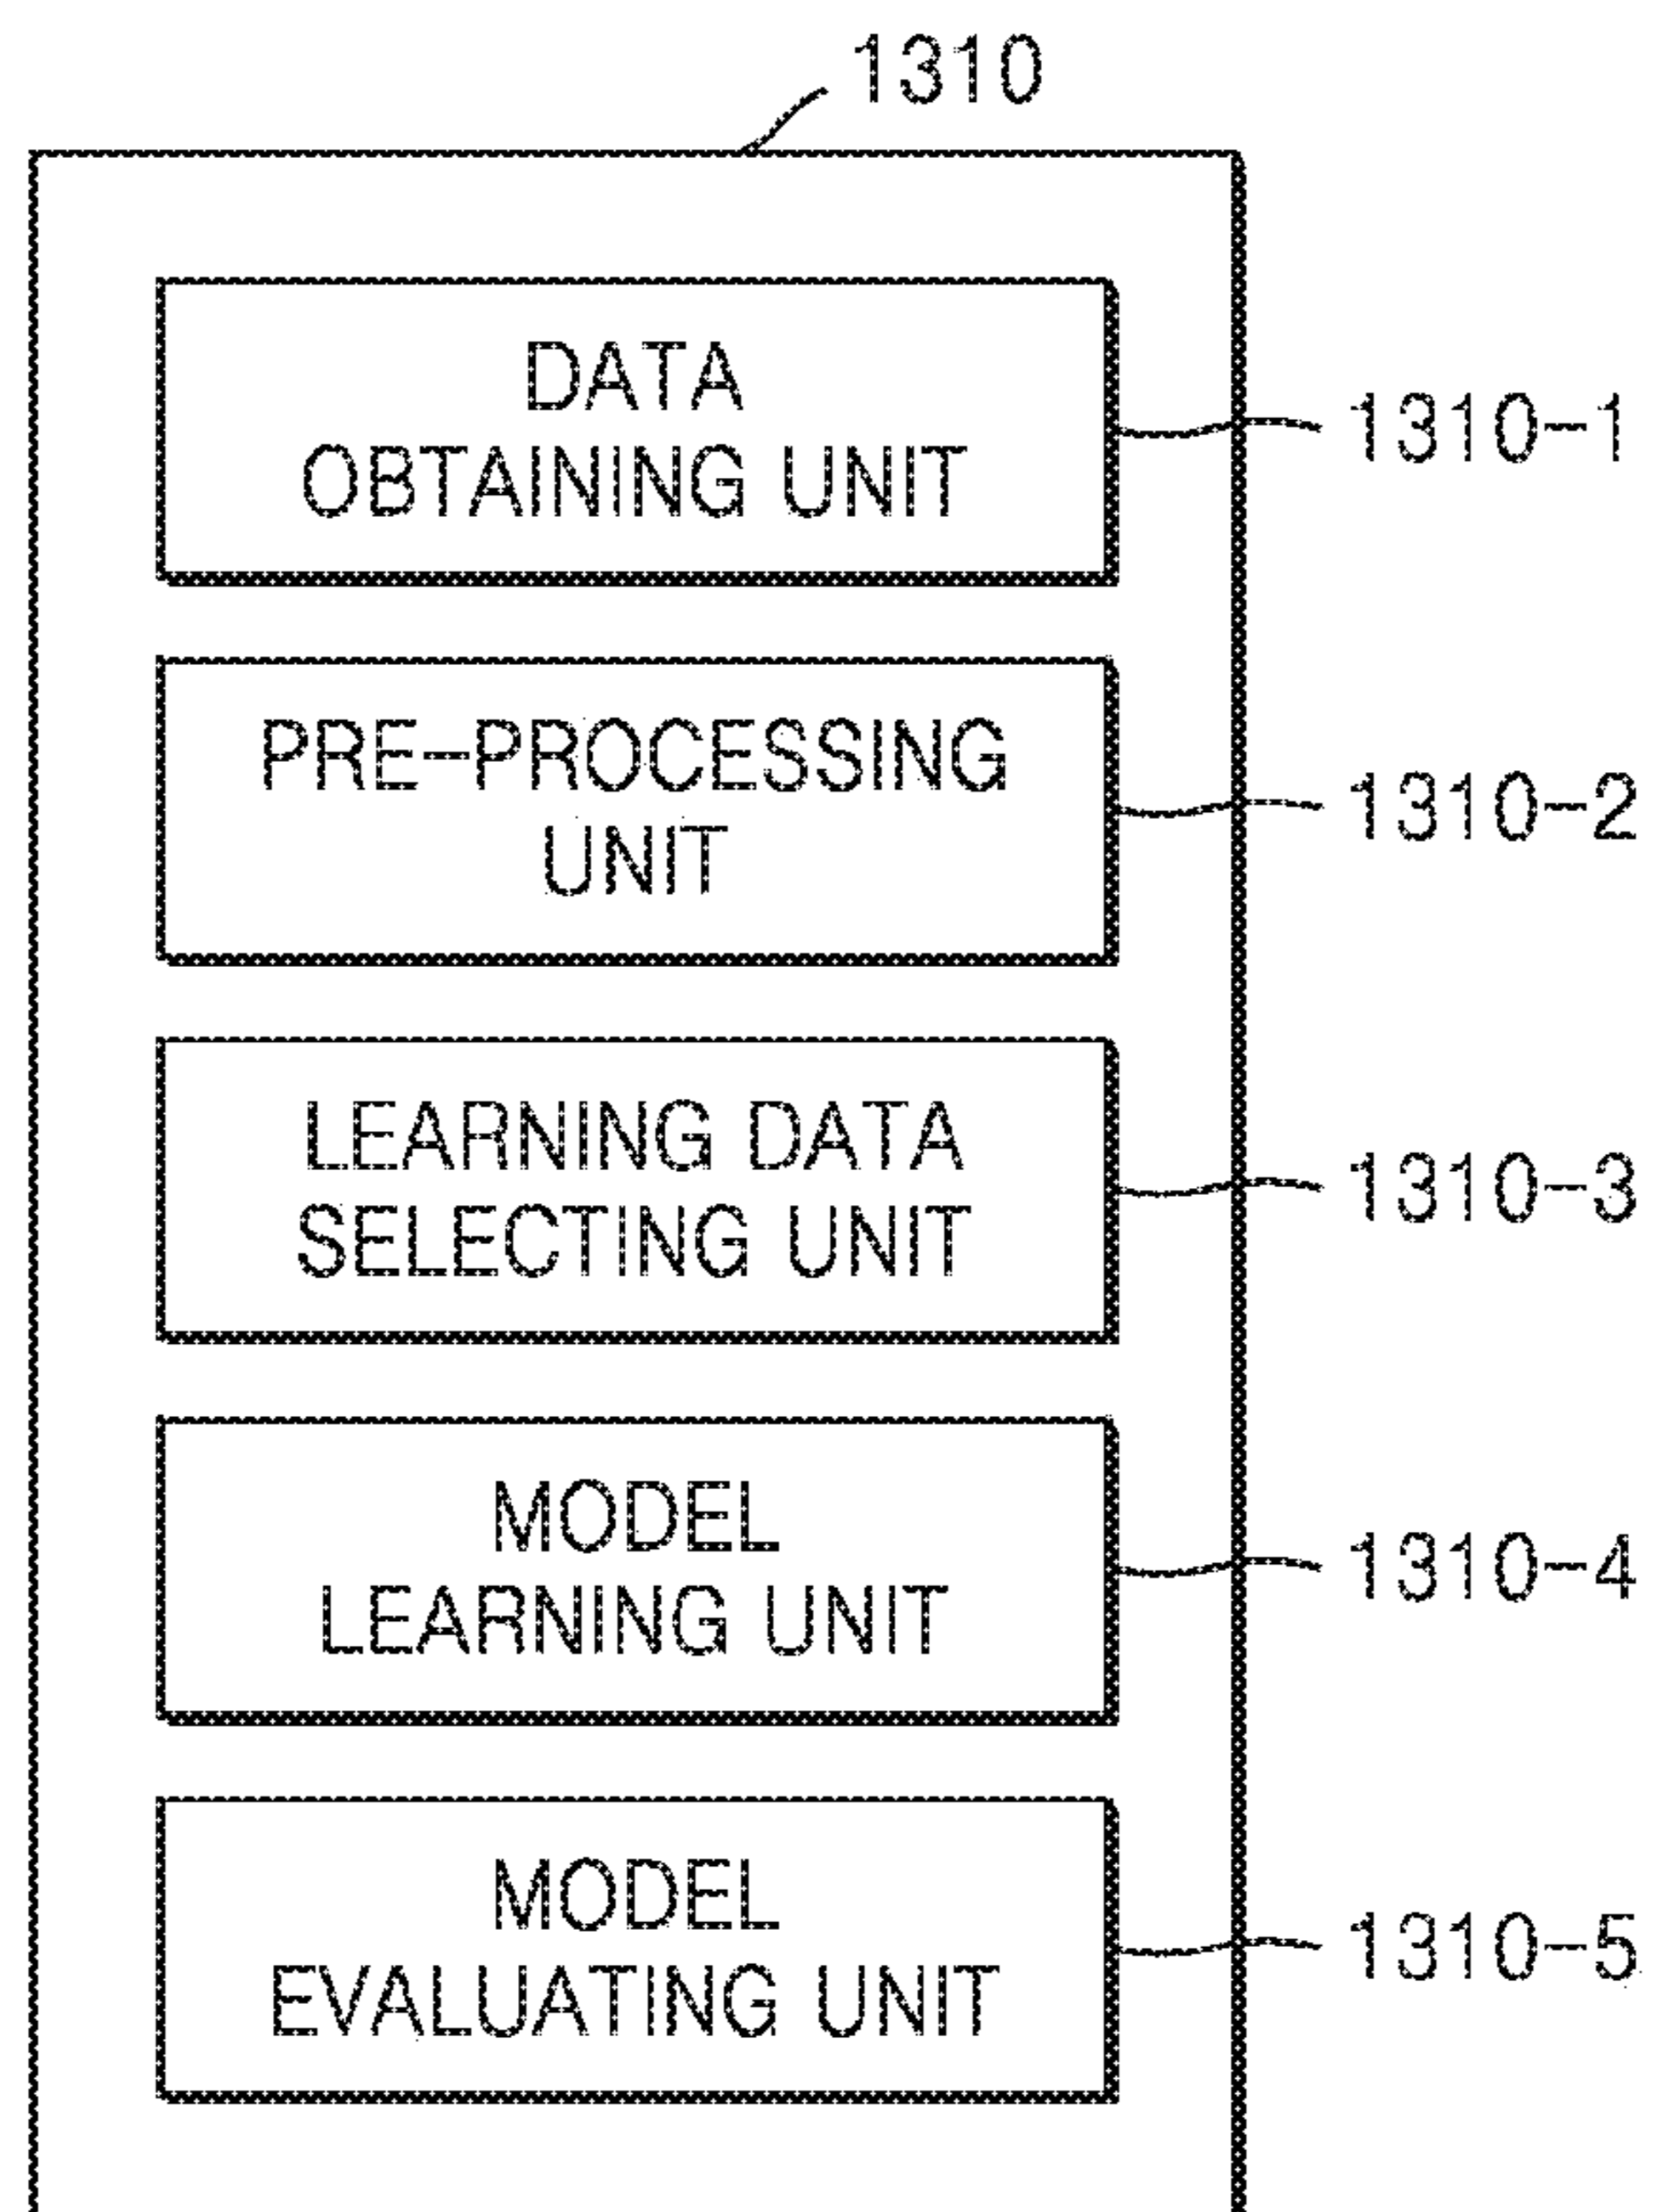 1310
DATA
OBTAINING UNIT
1310-1
PRE-PROCESSING
UNIT
1310-2
LEARNING DATA
SELECTING UNIT
1310-3
MODEL
LEARNING UNIT
1310-4
MODEL
EVALUATING UNIT
1310-5